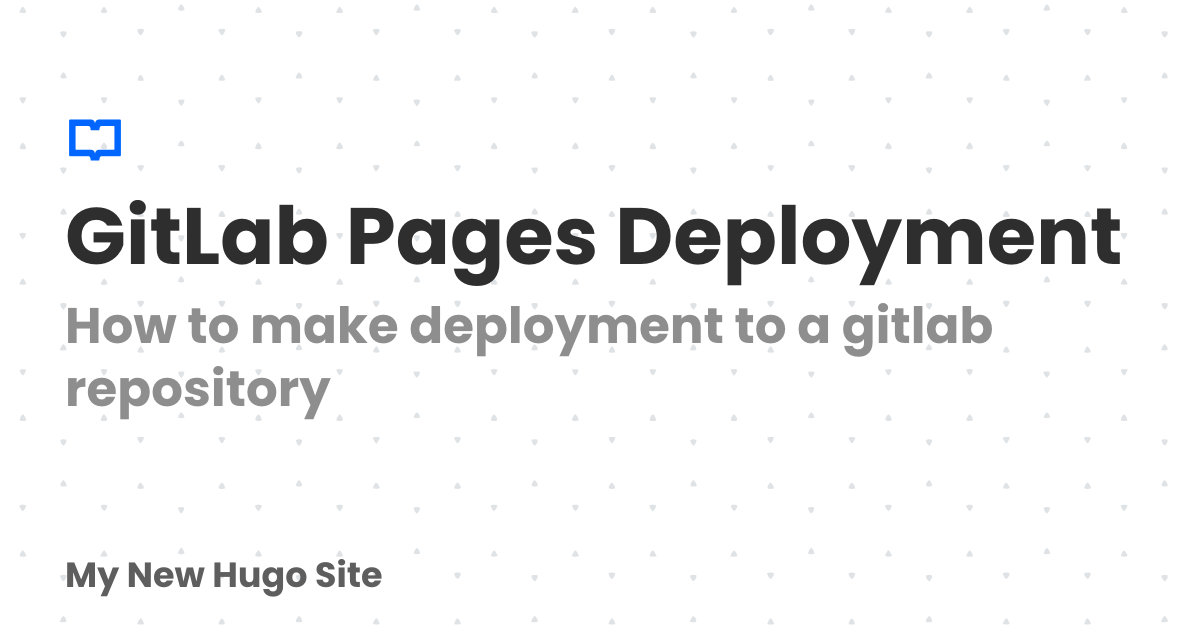 GitLab Pages Deployment
How to make deployment to a gitlab
repository
My New Hugo Site